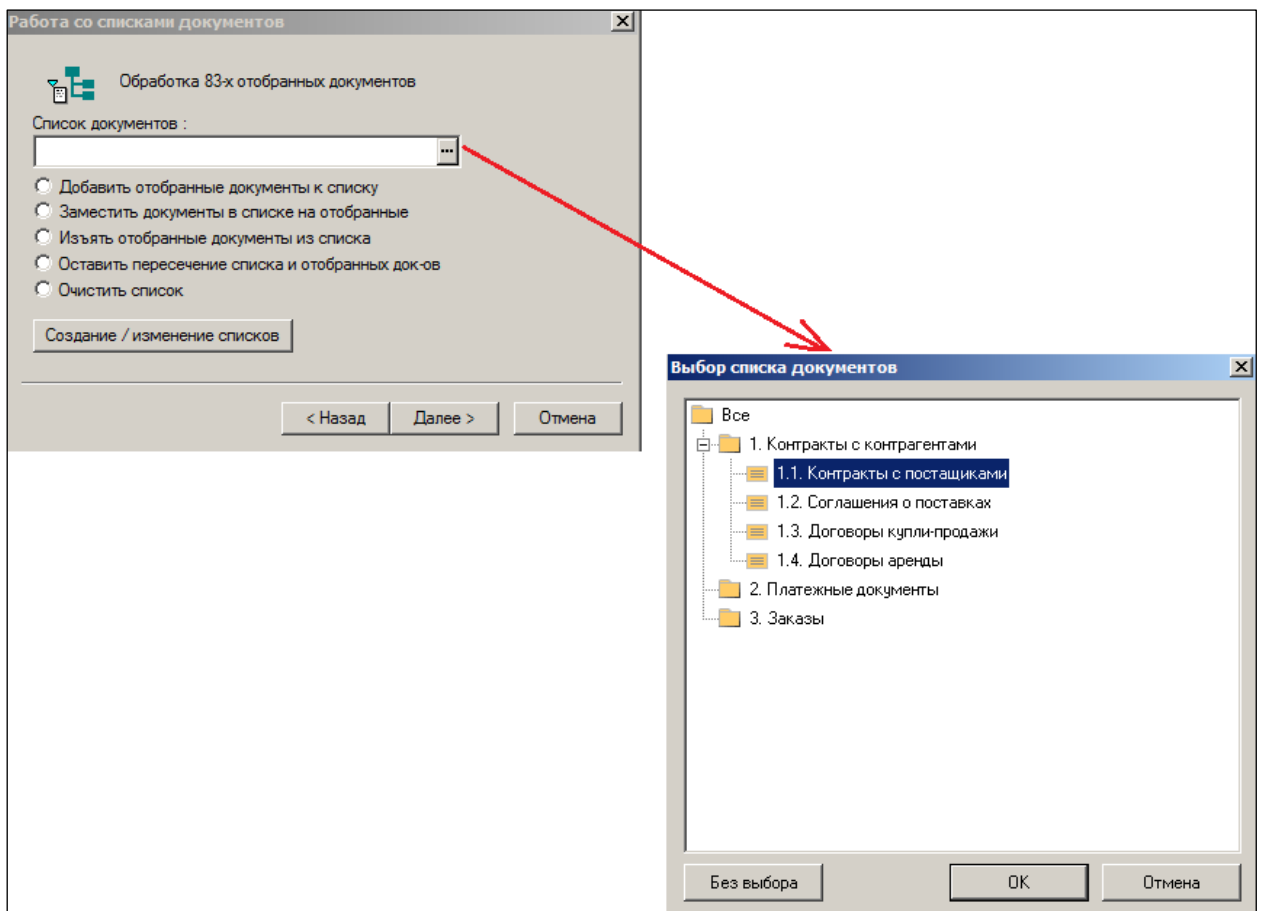 Работа со списками документов
Обработка 83-х отобранных документов
Список документов :
...
Добавить отобранные документы к списку
Заместить документы в списке на отобранные
Изъять отобранные документы из списка
Оставить пересечение списка и отобранных док-ов
Очистить список
Создание / изменение списков
< Назад
Далее >
Отмена
Выбор списка документов
Все
1. Контракты с контрагентами
1.1. Контракты с постащиками
1.2. Соглашения о поставках
1.3. Договоры купли-продажи
1.4. Договоры аренды
2. Платежные документы
3. Заказы
Без выбора
OK
Отмена